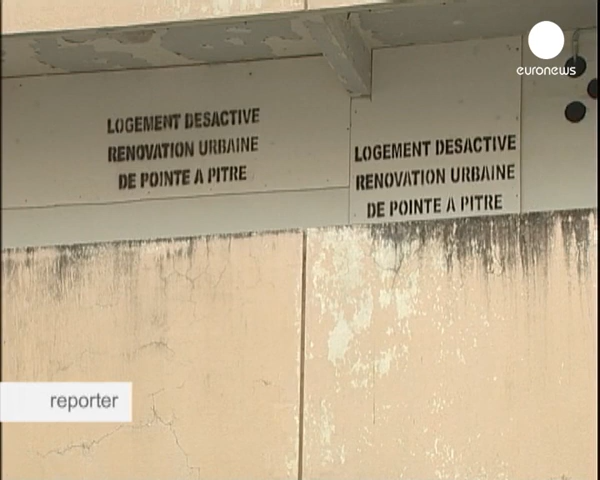 euronews
LOGEMENT DESACTIVE
RENOVATION URBAINE
DE POINTE A PITRE
LOGEMENT DESACTIVE
RENOVATION URBAINE
DE POINTE A PITRE
reporter